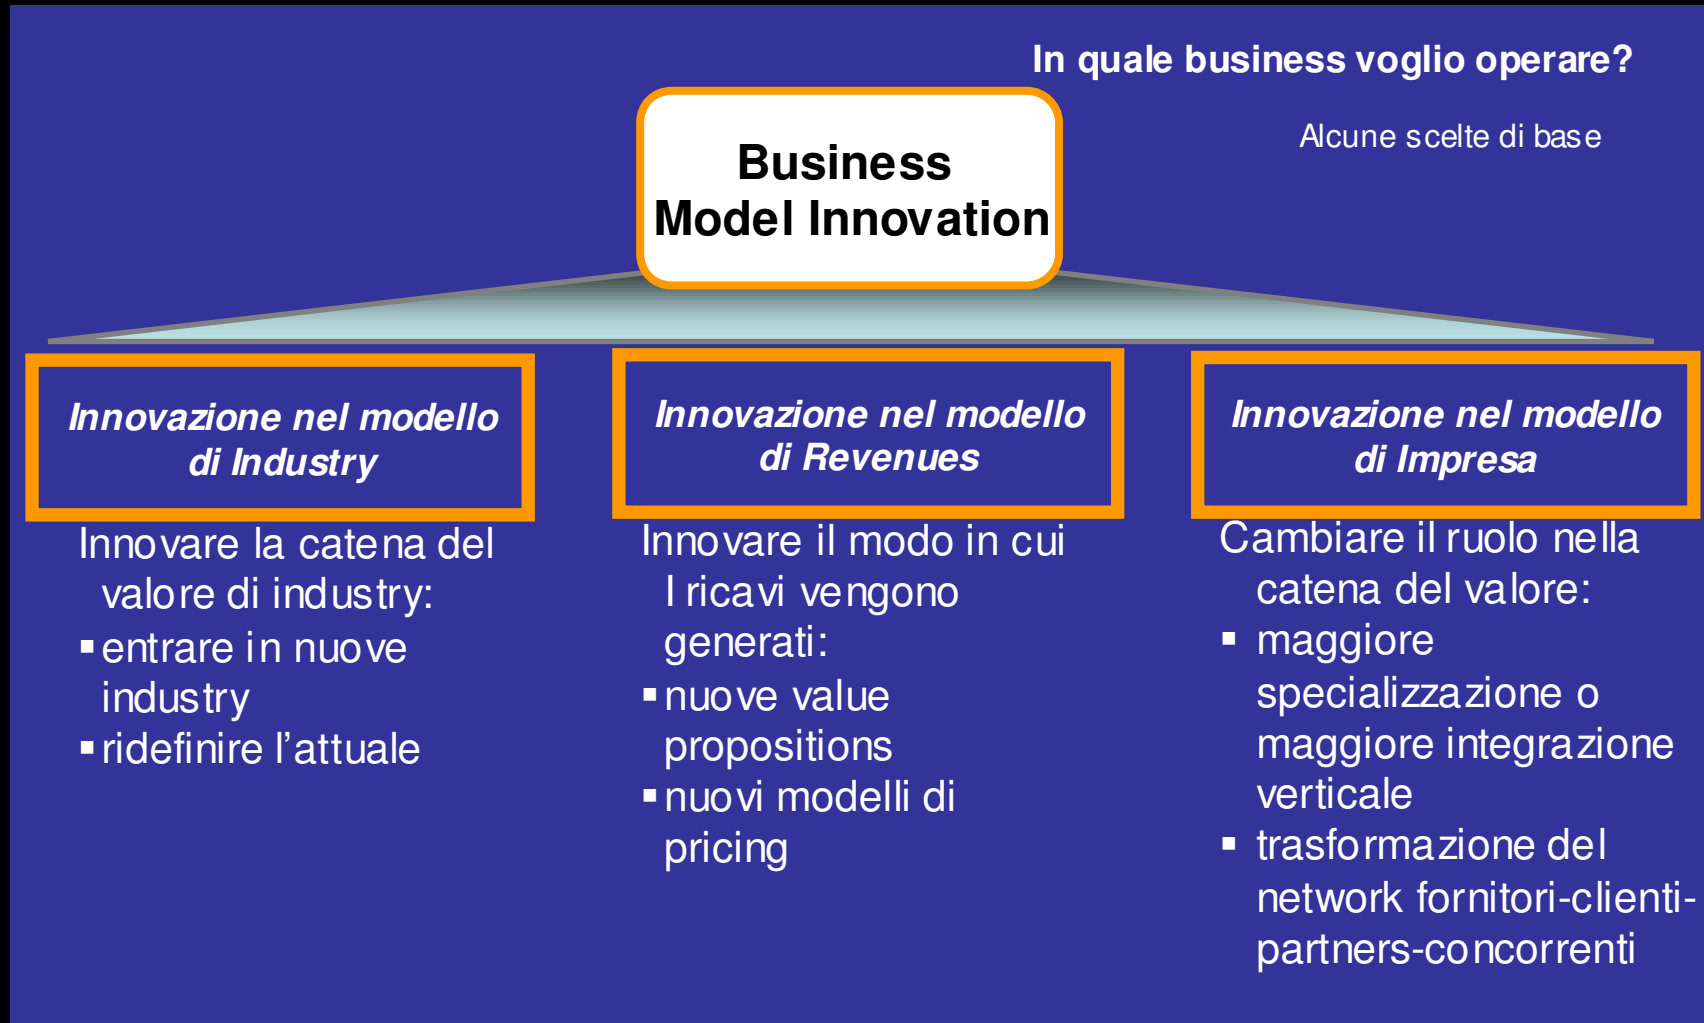 In quale business voglio operare?
Alcune scelte di base
Business
Model Innovation
Innovazione nel modello
di Industry
Innovare la catena del
valore di industry:
▪entrare in nuove
industry
▪ridefinire l'attuale
Innovazione nel modello
di Revenues
Innovare il modo in cui
I ricavi vengono
generati:
▪nuove value
propositions
▪nuovi modelli di
pricing
Innovazione nel modello
di Impresa
Cambiare il ruolo nella
catena del valore:
▪ maggiore
specializzazione o
maggiore integrazione
verticale
▪ trasformazione del
network fornitori-clienti-
partners-concorrenti